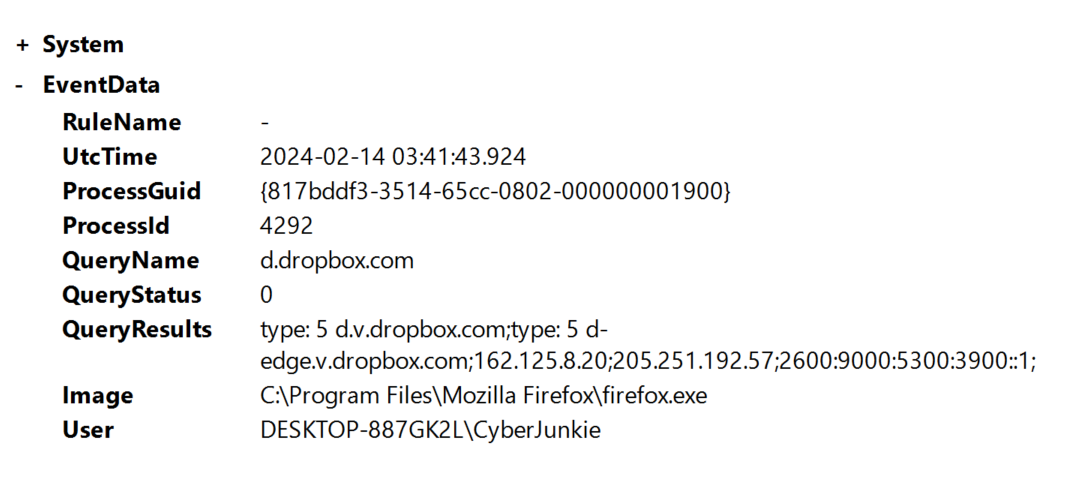 + System
- EventData
RuleName -
UtcTime 2024-02-14 03:41:43.924
ProcessGuid {817bddf3-3514-65cc-0802-000000001900}
ProcessId 4292
QueryName d.dropbox.com
QueryStatus 0
QueryResults type: 5 d.v.dropbox.com;type: 5 d-
edge.v.dropbox.com;162.125.8.20;205.251.192.57;2600:9000:5300:3900::1;
Image C:\Program Files\Mozilla Firefox\firefox.exe
User DESKTOP-887GK2L\CyberJunkie